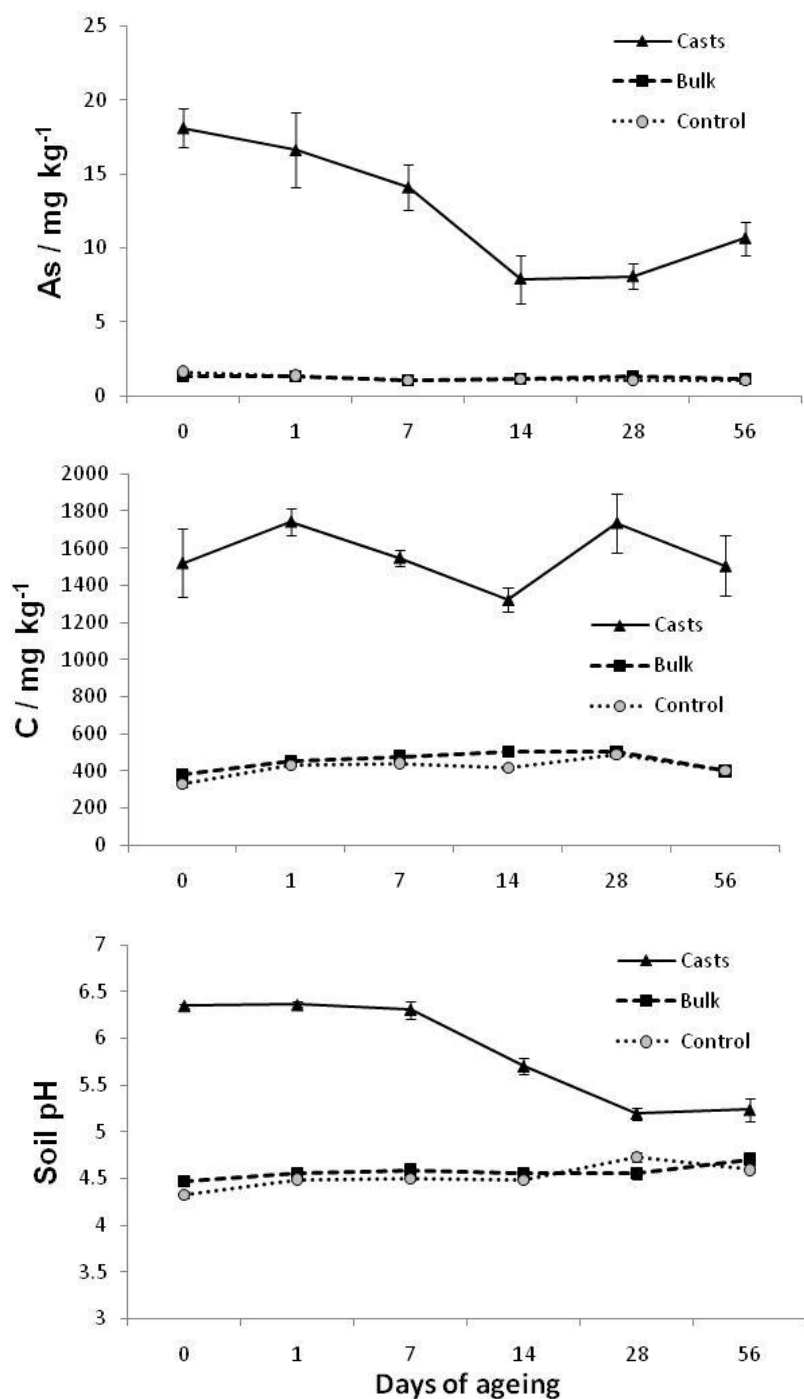 25
20
15
10
5
0
As / mg kg⁻¹
Casts
Bulk
Control
0 1 7 14 28 56
2000
1800
1600
1400
1200
1000
800
600
400
200
0
C / mg kg⁻¹
Casts
Bulk
Control
0 1 7 14 28 56
7
6.5
6
5.5
5
4.5
4
3.5
3
Soil pH
Casts
Bulk
Control
0 1 7 14 28 56
Days of ageing